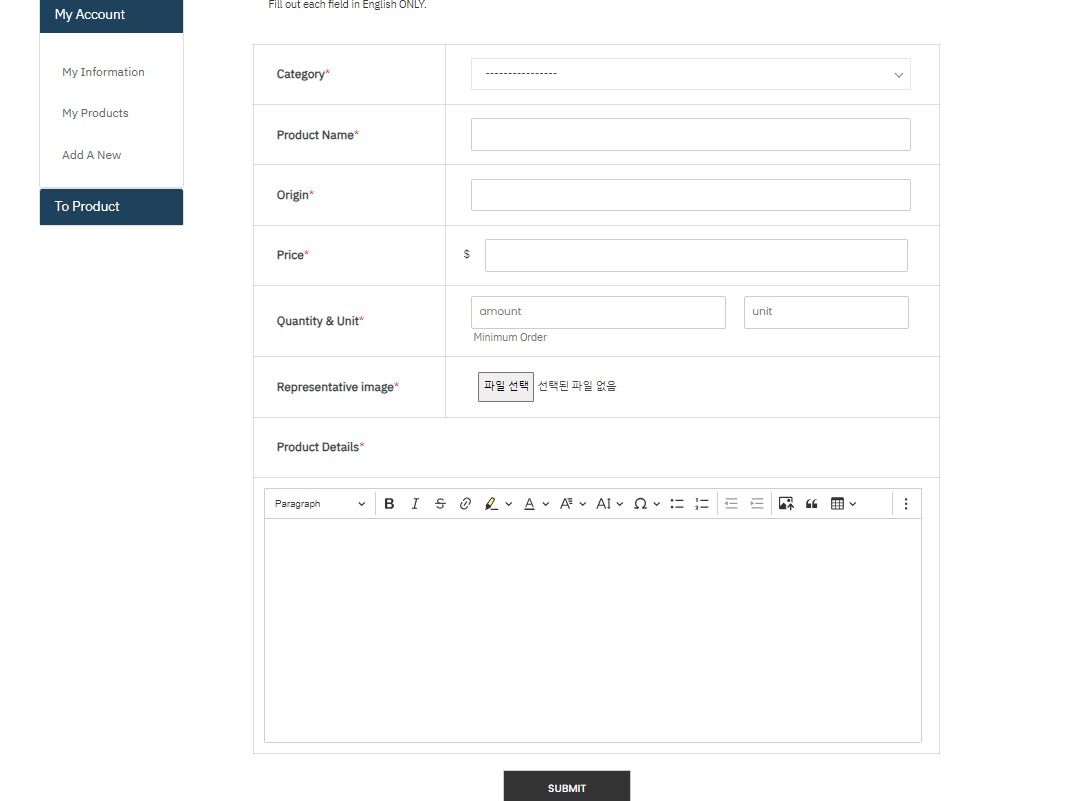 Fill out each field in English ONLY.
My Account
My Information
My Products
Add A New
To Product
Category*
----------------
Product Name*
Origin*
Price*
$
Quantity & Unit*
amount
unit
Minimum Order
Representative image*
파일 선택 선택된 파일 없음
Product Details*
Paragraph
SUBMIT